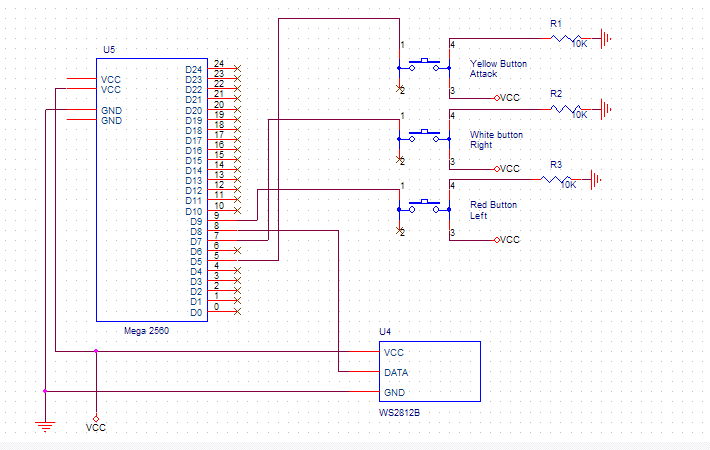 U5
VCC
VCC
GND
GND
D24 24
D23 23
D22 22
D21 21
D20 20
D19 19
D18 18
D17 17
D16 16
D15 15
D14 14
D13 13
D12 12
D11 11
D10 10
D9 9
D8 8
D7 7
D6 6
D5 5
D4 4
D3 3
D2 2
D1 1
D0 0
Mega 2560
R1
10K
1
4
2
3
Yellow Button
Attack
VCC
R2
10K
1
4
2
3
White button
Right
VCC
R3
10K
1
4
2
3
Red Button
Left
VCC
U4
VCC
DATA
GND
WS2812B
VCC